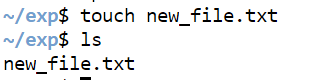 ~/exp$ touch new_file.txt
~/exp$ ls
new_file.txt